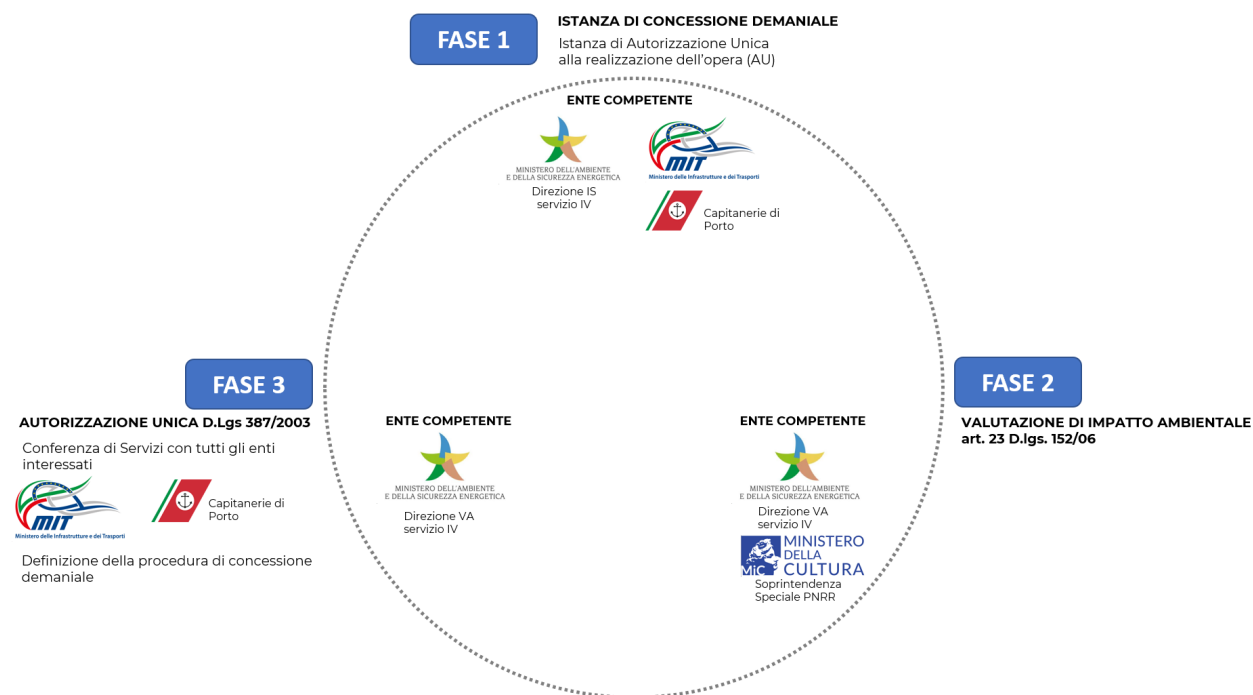 FASE 1
ISTANZA DI CONCESSIONE DEMANIALE
Istanza di Autorizzazione Unica
alla realizzazione dell'opera (AU)
ENTE COMPETENTE
MINISTERO DELL'AMBIENTE
E DELLA SICUREZZA ENERGETICA
Direzione IS
servizio IV
MIT
Ministero delle Infrastrutture e dei Trasporti
Capitanerie di
Porto
FASE 2
VALUTAZIONE DI IMPATTO AMBIENTALE
art. 23 D.lgs. 152/06
ENTE COMPETENTE
MINISTERO DELL'AMBIENTE
E DELLA SICUREZZA ENERGETICA
Direzione VA
servizio IV
MiC
MINISTERO
DELLA
CULTURA
Soprintendenza
Speciale PNRR
FASE 3
AUTORIZZAZIONE UNICA D.Lgs 387/2003
Conferenza di Servizi con tutti gli enti
interessati
MIT
Ministero delle Infrastrutture e dei Trasporti
Capitanerie di
Porto
Definizione della procedura di concessione
demaniale
ENTE COMPETENTE
MINISTERO DELL'AMBIENTE
E DELLA SICUREZZA ENERGETICA
Direzione VA
servizio IV